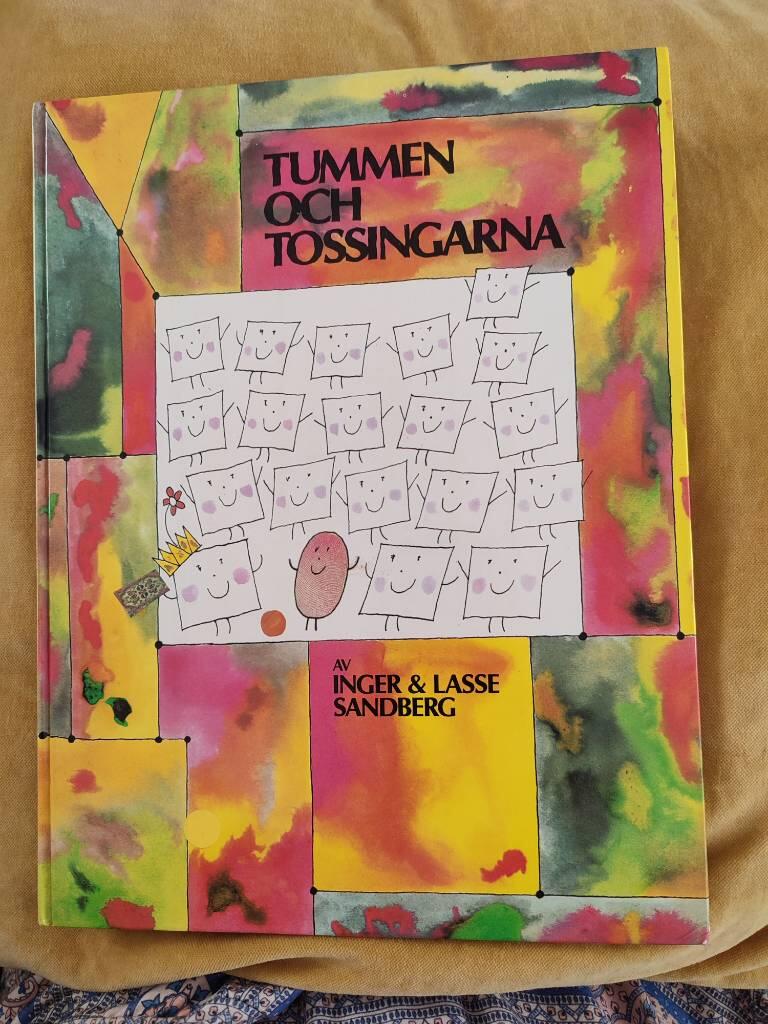 TUMMEN
OCH
TOSSINGARNA
AV
INGER & LASSE
SANDBERG